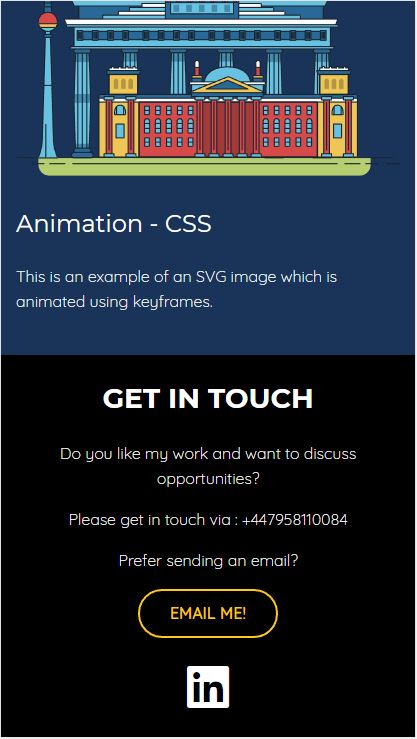 Animation - CSS
This is an example of an SVG image which is
animated using keyframes.
GET IN TOUCH
Do you like my work and want to discuss
opportunities?
Please get in touch via : +447958110084
Prefer sending an email?
EMAIL ME!
in